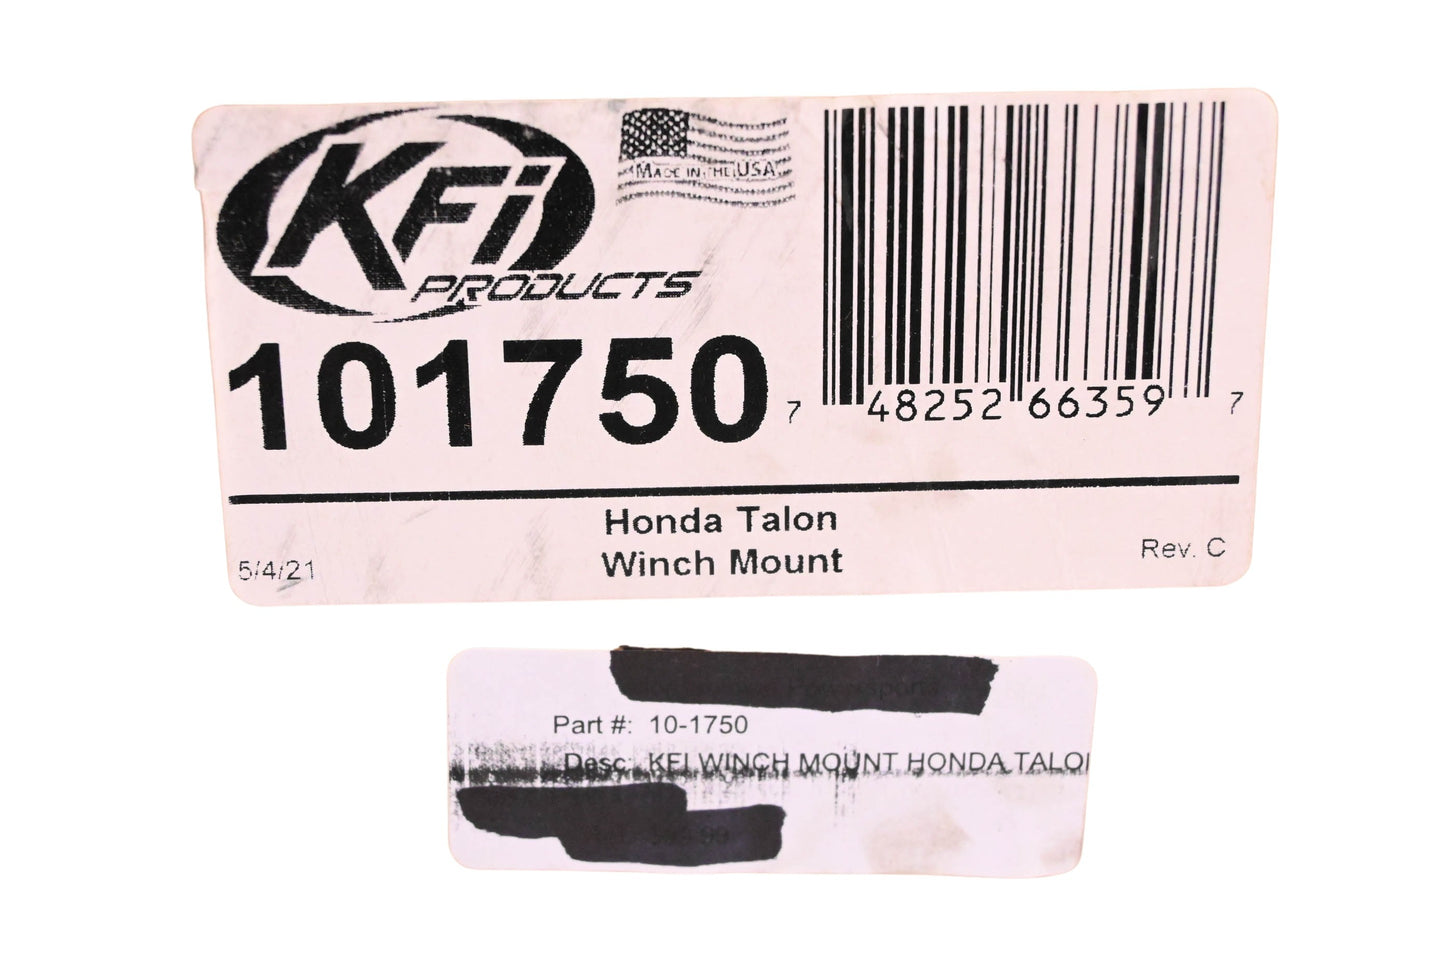 KFi
PRODUCTS
MADE IN THE USA
101750
7 48252 66359 7
Honda Talon
Winch Mount
5/4/21
Rev. C
Part #: 10-1750
Desc: KFI WINCH MOUNT HONDA TALO